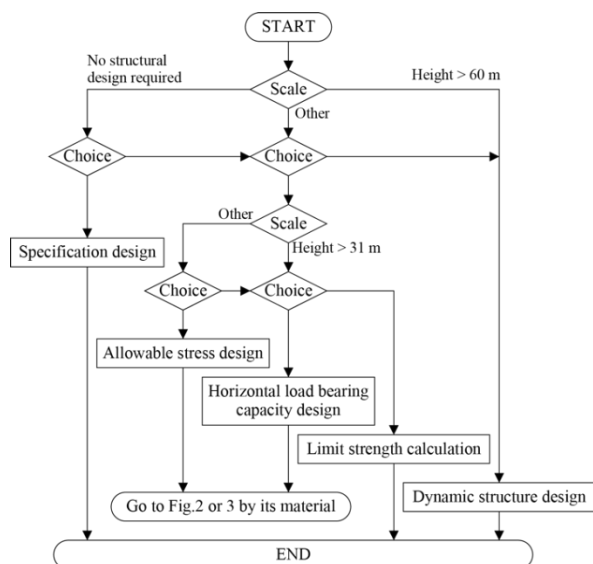 START
No structural
design required
Height > 60 m
Scale
Other
Choice
Choice
Other
Scale
Specification design
Height > 31 m
Choice
Choice
Allowable stress design
Horizontal load bearing
capacity design
Limit strength calculation
Dynamic structure design
Go to Fig.2 or 3 by its material
END